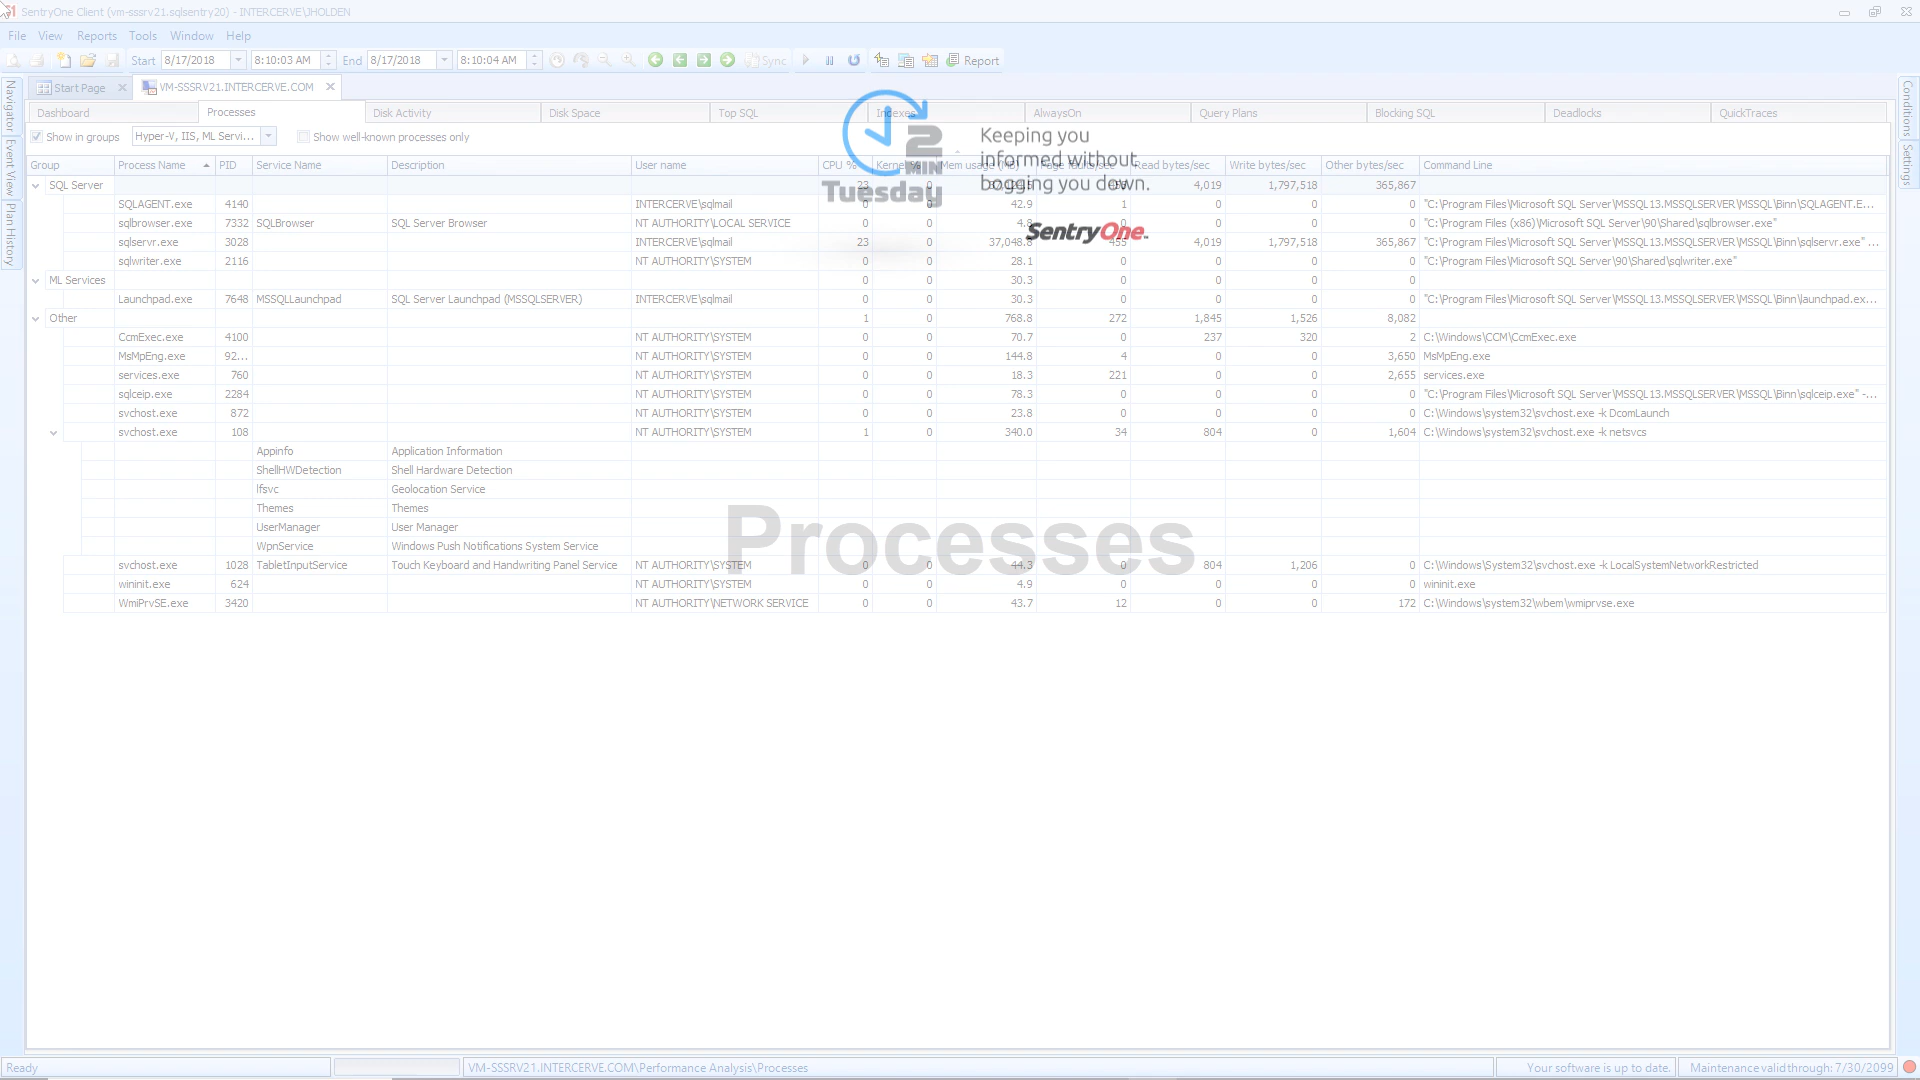 SentryOne Client (vm-sssrv21.sqlsentry20) - INTERCERVE\JHOLDEN
File View Reports Tools Window Help
Start 8/17/2018 8:10:03 AM End 8/17/2018 8:10:04 AM Sync Report
Navigator
Event View
Plan History
Conditions
Settings
Start Page VM-SSSRV21.INTERCERVE.COM
Dashboard Processes Disk Activity Disk Space Top SQL Indexes AlwaysOn Query Plans Blocking SQL Deadlocks QuickTraces
Show in groups Hyper-V, IIS, ML Servi... Show well-known processes only
2 MIN
Tuesday
Keeping you
informed without
bogging you down.
SentryOne
Group Process Name PID Service Name Description User name CPU % Kernel % Mem usage (MB) Page faults/sec Read bytes/sec Write bytes/sec Other bytes/sec Command Line
SQL Server 23 0 4,019 1,797,518 365,867
SQLAGENT.exe 4140 INTERCERVE\sqlmail 0 0 42.9 1 0 0 0 "C:\Program Files\Microsoft SQL Server\MSSQL13.MSSQLSERVER\MSSQL\Binn\SQLAGENT.E...
sqlbrowser.exe 7332 SQLBrowser SQL Server Browser NT AUTHORITY\LOCAL SERVICE 0 0 4.8 0 0 0 0 "C:\Program Files (x86)\Microsoft SQL Server\90\Shared\sqlbrowser.exe"
sqlservr.exe 3028 INTERCERVE\sqlmail 23 0 37,048.8 455 4,019 1,797,518 365,867 "C:\Program Files\Microsoft SQL Server\MSSQL13.MSSQLSERVER\MSSQL\Binn\sqlservr.exe" ...
sqlwriter.exe 2116 NT AUTHORITY\SYSTEM 0 0 28.1 0 0 0 0 "C:\Program Files\Microsoft SQL Server\90\Shared\sqlwriter.exe"
ML Services 0 0 30.3 0 0 0 0
Launchpad.exe 7648 MSSQLLaunchpad SQL Server Launchpad (MSSQLSERVER) INTERCERVE\sqlmail 0 0 30.3 0 0 0 0 "C:\Program Files\Microsoft SQL Server\MSSQL13.MSSQLSERVER\MSSQL\Binn\launchpad.ex...
Other 1 0 768.8 272 1,845 1,526 8,082
CcmExec.exe 4100 NT AUTHORITY\SYSTEM 0 0 70.7 0 237 320 2 C:\Windows\CCM\CcmExec.exe
MsMpEng.exe 92... NT AUTHORITY\SYSTEM 0 0 144.8 4 0 0 3,650 MsMpEng.exe
services.exe 760 NT AUTHORITY\SYSTEM 0 0 18.3 221 0 0 2,655 services.exe
sqlceip.exe 2284 NT AUTHORITY\SYSTEM 0 0 78.3 0 0 0 0 "C:\Program Files\Microsoft SQL Server\MSSQL13.MSSQLSERVER\MSSQL\Binn\sqlceip.exe" -...
svchost.exe 872 NT AUTHORITY\SYSTEM 0 0 23.8 0 0 0 0 C:\Windows\system32\svchost.exe -k DcomLaunch
svchost.exe 108 NT AUTHORITY\SYSTEM 1 0 340.0 34 804 0 1,604 C:\Windows\system32\svchost.exe -k netsvcs
Appinfo Application Information
ShellHWDetection Shell Hardware Detection
lfsvc Geolocation Service
Themes Themes
UserManager User Manager
WpnService Windows Push Notifications System Service
Processes
svchost.exe 1028 TabletInputService Touch Keyboard and Handwriting Panel Service NT AUTHORITY\SYSTEM 0 0 44.3 0 804 1,206 0 C:\Windows\System32\svchost.exe -k LocalSystemNetworkRestricted
wininit.exe 624 NT AUTHORITY\SYSTEM 0 0 4.9 0 0 0 0 wininit.exe
WmiPrvSE.exe 3420 NT AUTHORITY\NETWORK SERVICE 0 0 43.7 12 0 0 172 C:\Windows\system32\wbem\wmiprvse.exe
Ready VM-SSSRV21.INTERCERVE.COM\Performance Analysis\Processes Your software is up to date. Maintenance valid through: 7/30/2099